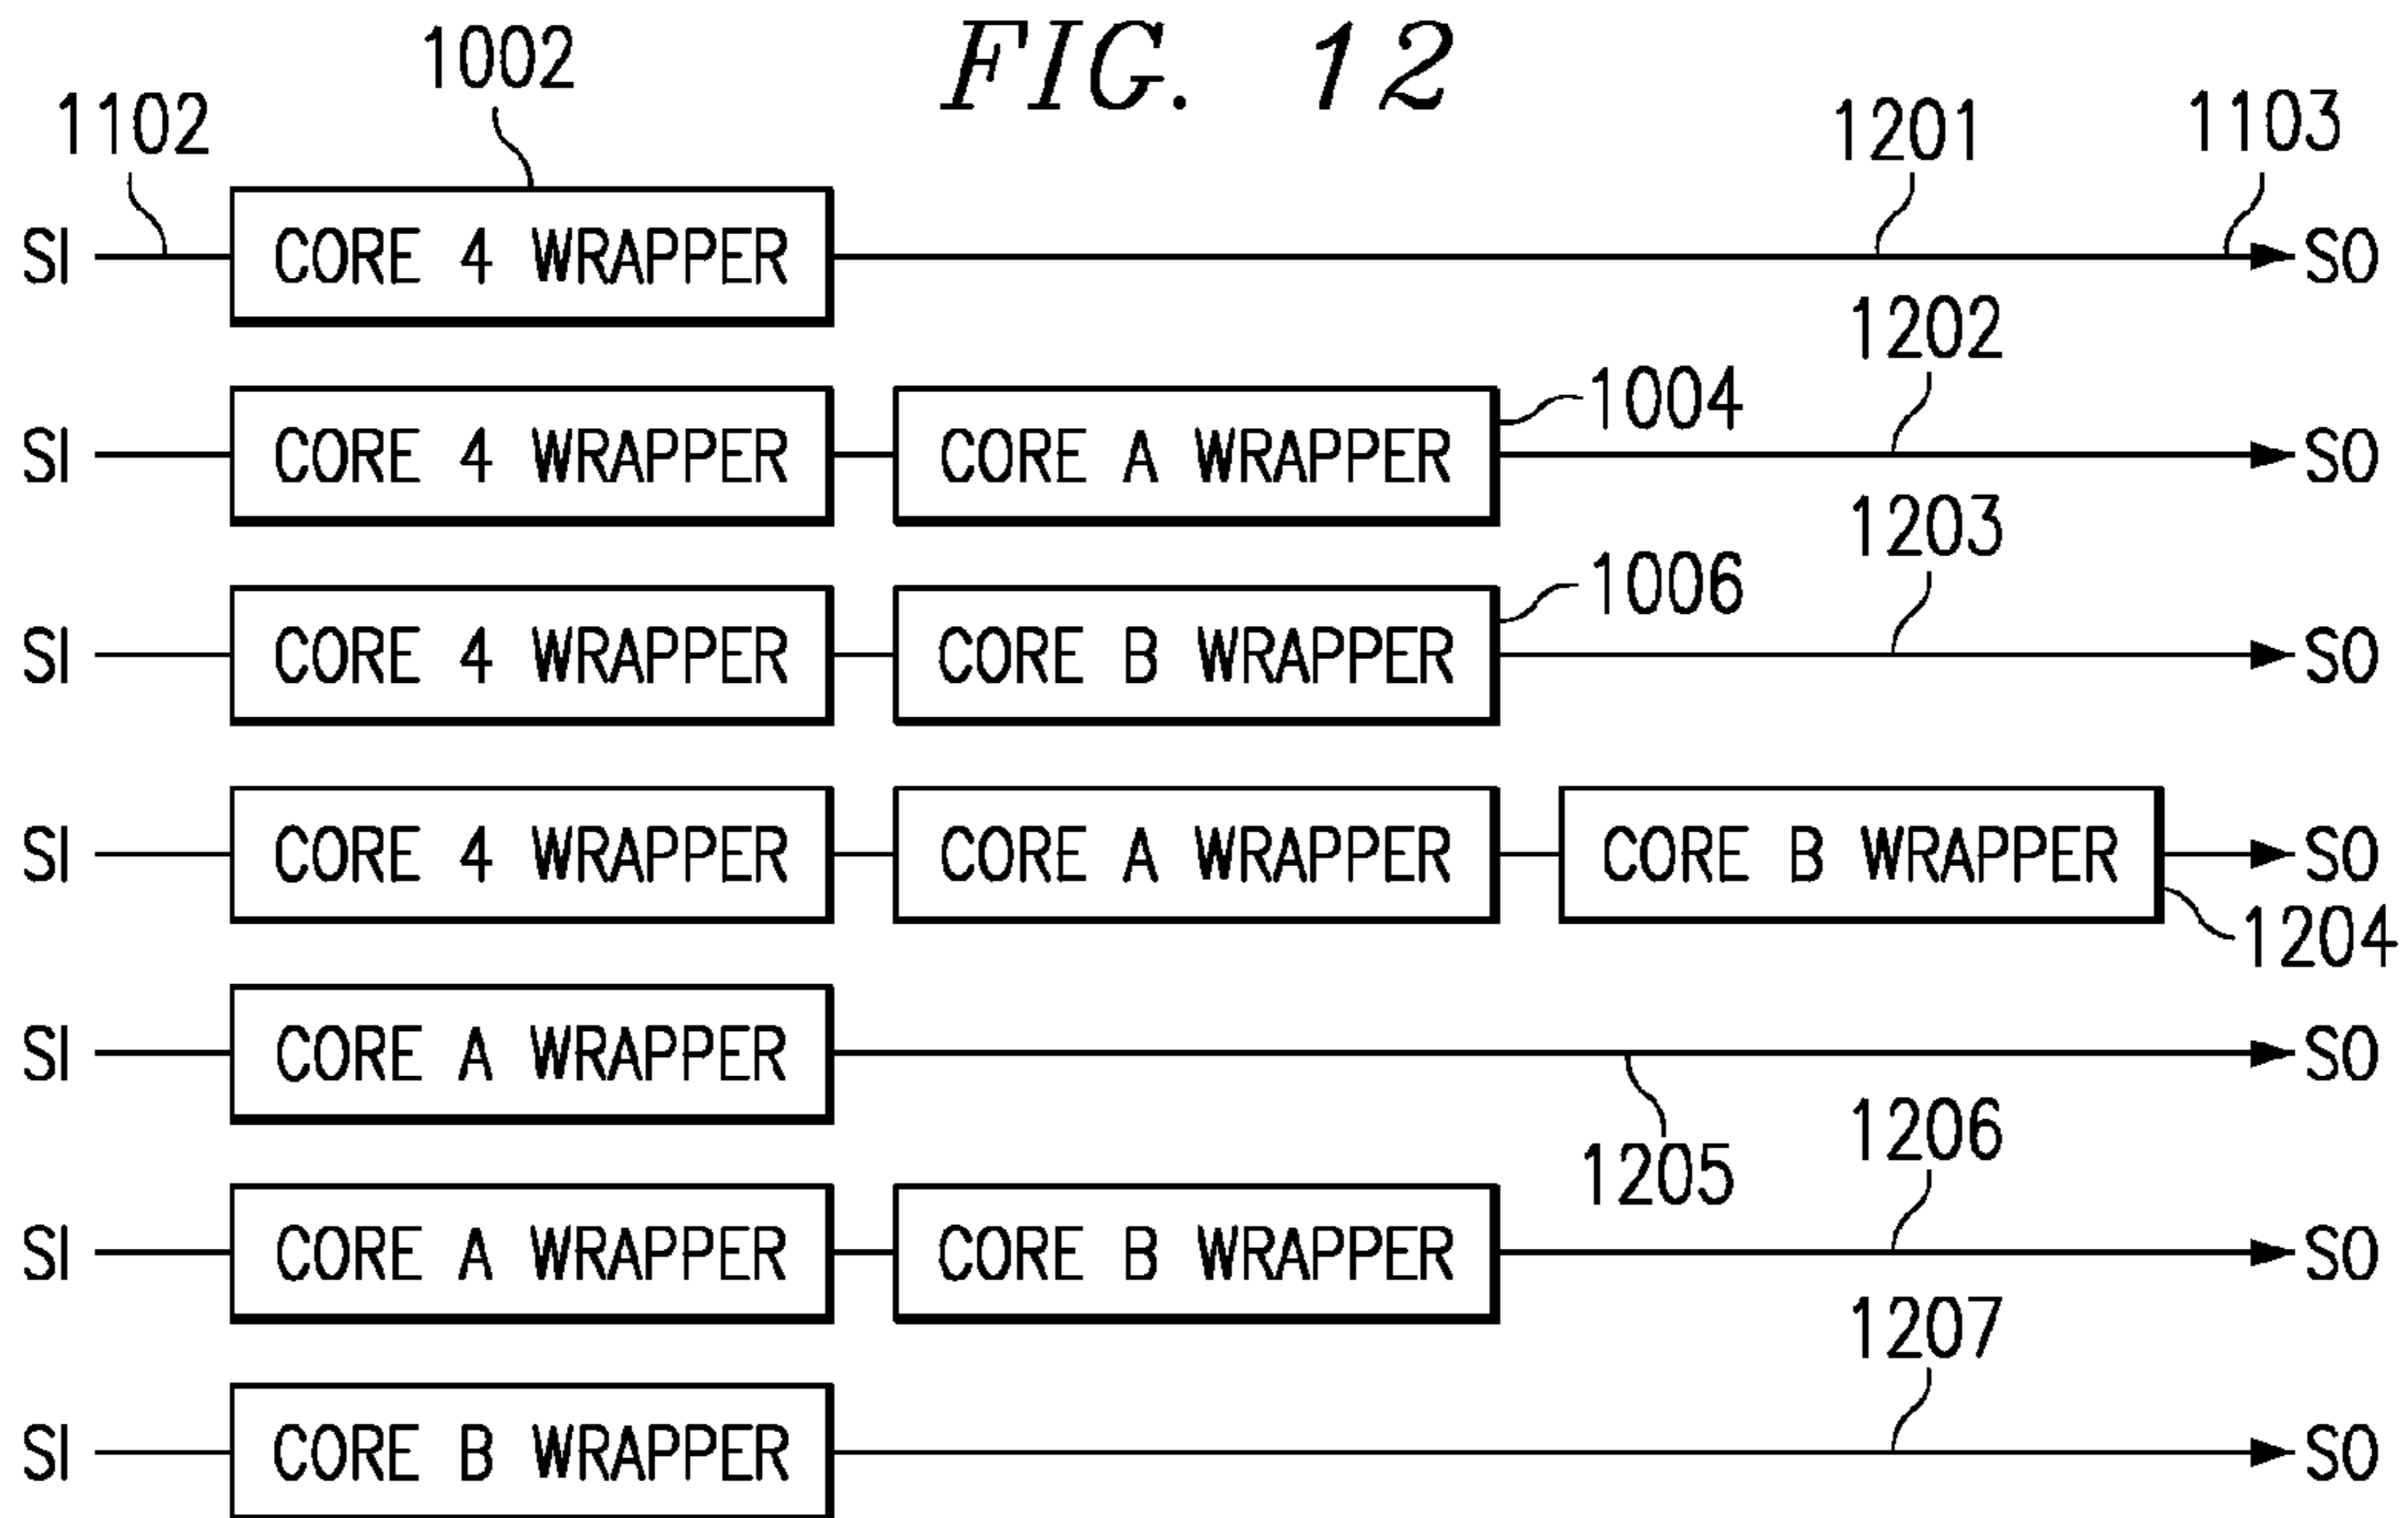 FIG. 12
1002
1102
1201
1103
SI CORE 4 WRAPPER SO
1202
SI CORE 4 WRAPPER CORE A WRAPPER 1004 SO
1203
SI CORE 4 WRAPPER CORE B WRAPPER 1006 SO
SI CORE 4 WRAPPER CORE A WRAPPER CORE B WRAPPER SO
1204
SI CORE A WRAPPER SO
1205
1206
SI CORE A WRAPPER CORE B WRAPPER SO
1207
SI CORE B WRAPPER SO